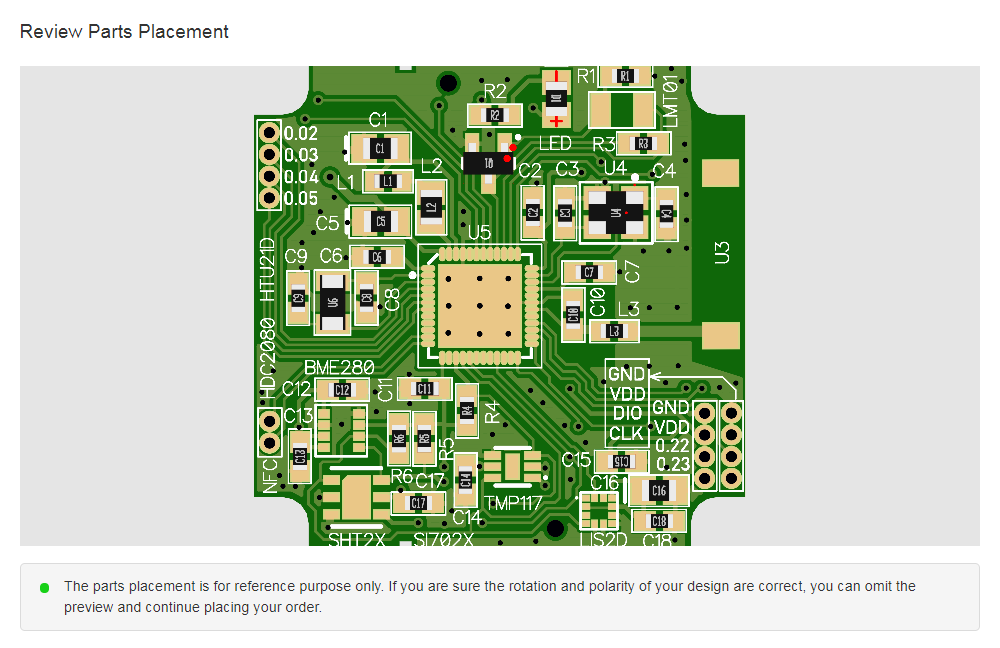 Review Parts Placement
R1
R1
LMT01
R2
R2
LED
R3
R3
0.02
0.03
0.04
0.05
C1
C1
L1
L1
L2
L2
C2
C2
C3
C3
U4
U4
C4
C5
C5
U5
U3
HTU21D
C9
C9
C6
C6
U6
C8
C8
C7
C7
C10
C10
L3
L3
HDC2080
BME280
C12
C12
C11
C11
GND
VDD
DIO
CLK
GND
VDD
0.22
0.23
C13
C13
R4
R4
R6
R5
R5
R6
NFC
C17
C17
C14
C14
TMP117
C15
C15
C16
C16
C18
C18
SHT2X
SI702X
LIS2D
The parts placement is for reference purpose only. If you are sure the rotation and polarity of your design are correct, you can omit the
preview and continue placing your order.